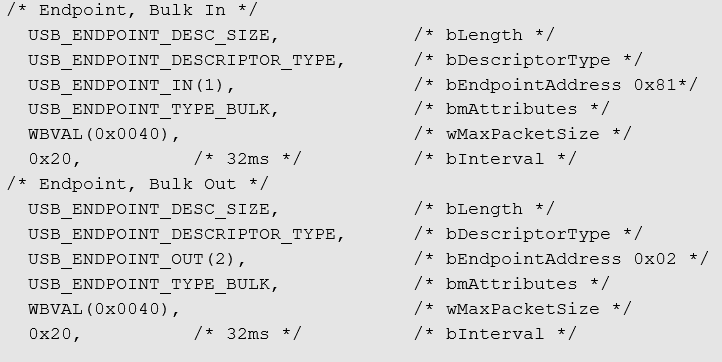 /* Endpoint, Bulk In */
USB_ENDPOINT_DESC_SIZE, /* bLength */
USB_ENDPOINT_DESCRIPTOR_TYPE, /* bDescriptorType */
USB_ENDPOINT_IN(1), /* bEndpointAddress 0x81*/
USB_ENDPOINT_TYPE_BULK, /* bmAttributes */
WBVAL(0x0040), /* wMaxPacketSize */
0x20, /* 32ms */ /* bInterval */
/* Endpoint, Bulk Out */
USB_ENDPOINT_DESC_SIZE, /* bLength */
USB_ENDPOINT_DESCRIPTOR_TYPE, /* bDescriptorType */
USB_ENDPOINT_OUT(2), /* bEndpointAddress 0x02 */
USB_ENDPOINT_TYPE_BULK, /* bmAttributes */
WBVAL(0x0040), /* wMaxPacketSize */
0x20, /* 32ms */ /* bInterval */